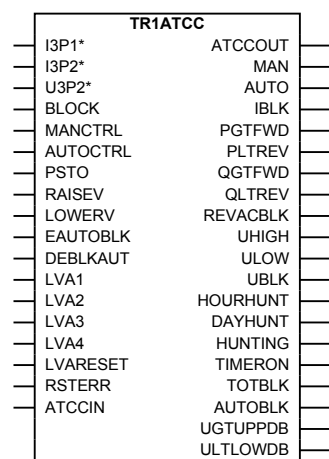 TR1ATCC
I3P1* ATCCOUT
I3P2* MAN
U3P2* AUTO
BLOCK IBLK
MANCTRL PGTFWD
AUTOCTRL PLTREV
PSTO QGTFWD
RAISEV QLTREV
LOWERV REVACBLK
EAUTOBLK UHIGH
DEBLKAUT ULOW
LVA1 UBLK
LVA2 HOURHUNT
LVA3 DAYHUNT
LVA4 HUNTING
LVARESET TIMERON
RSTERR TOTBLK
ATCCIN AUTOBLK
UGTUPPDB
ULTLOWDB